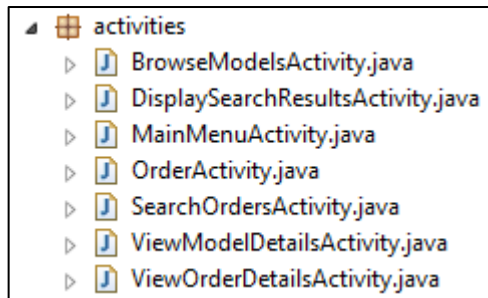 activities
BrowseModelsActivity.java
DisplaySearchResultsActivity.java
MainMenuActivity.java
OrderActivity.java
SearchOrdersActivity.java
ViewModelDetailsActivity.java
ViewOrderDetailsActivity.java